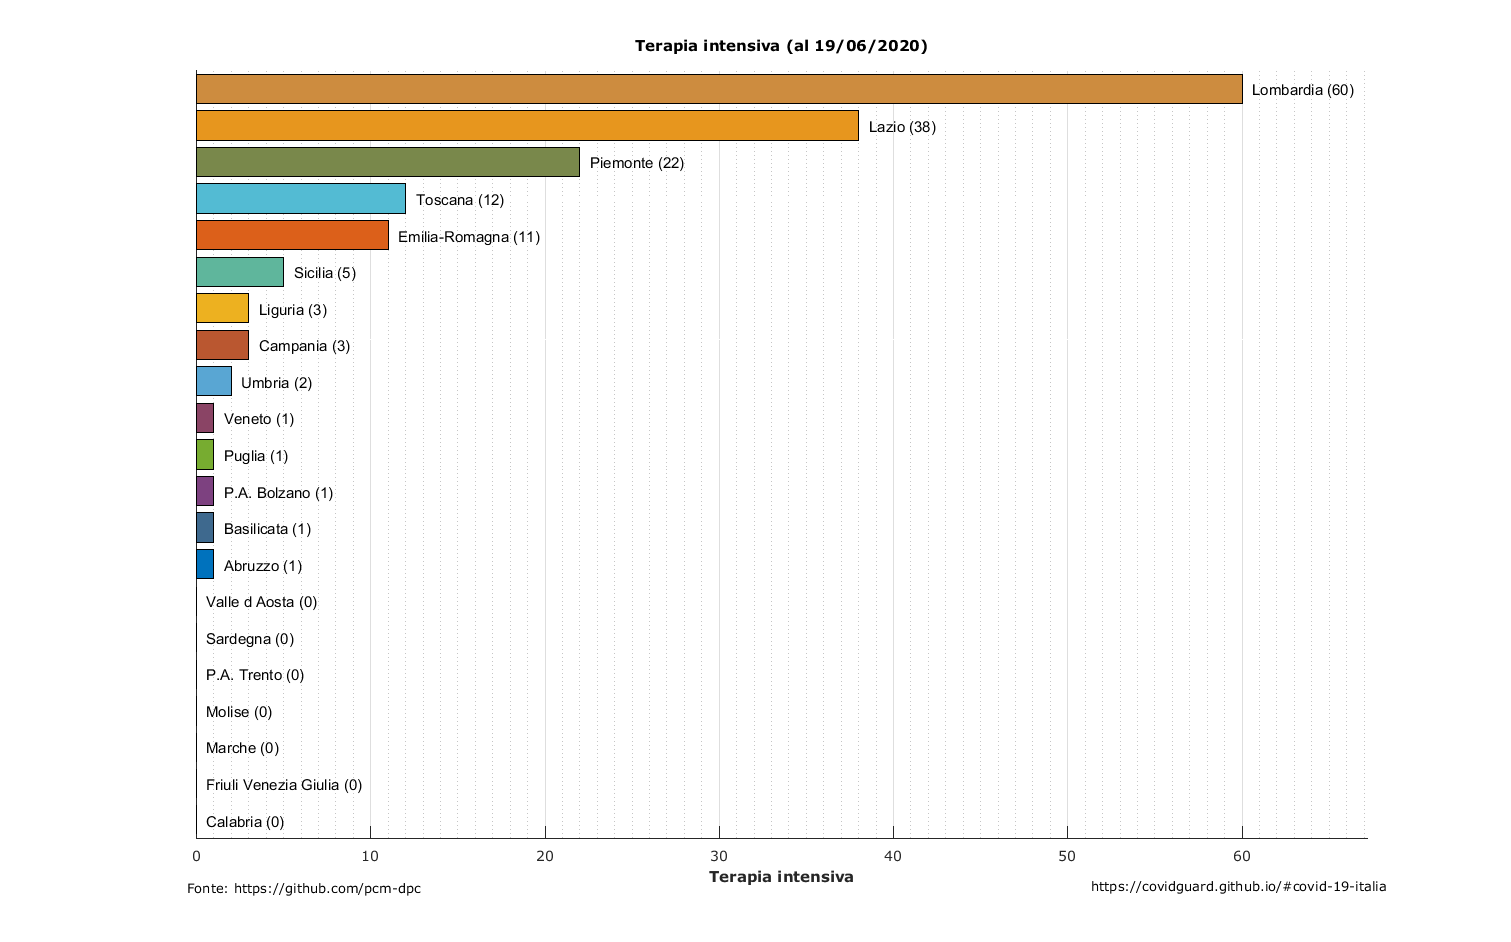 Terapia intensiva (al 19/06/2020)
Lombardia (60)
Lazio (38)
Piemonte (22)
Toscana (12)
Emilia-Romagna (11)
Sicilia (5)
Liguria (3)
Campania (3)
Umbria (2)
Veneto (1)
Puglia (1)
P.A. Bolzano (1)
Basilicata (1)
Abruzzo (1)
Valle d Aosta (0)
Sardegna (0)
P.A. Trento (0)
Molise (0)
Marche (0)
Friuli Venezia Giulia (0)
Calabria (0)
0 10 20 30 40 50 60
Terapia intensiva
Fonte: https://github.com/pcm-dpc
https://covidguard.github.io/#covid-19-italia